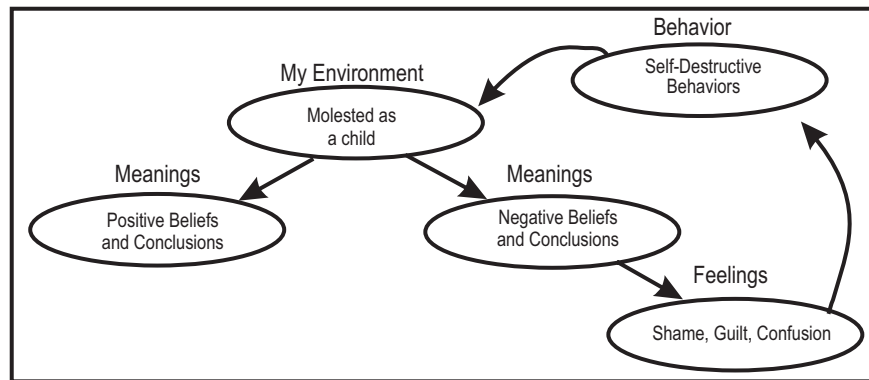 Behavior
Self-Destructive
Behaviors
My Environment
Molested as
a child
Meanings
Positive Beliefs
and Conclusions
Meanings
Negative Beliefs
and Conclusions
Feelings
Shame, Guilt, Confusion